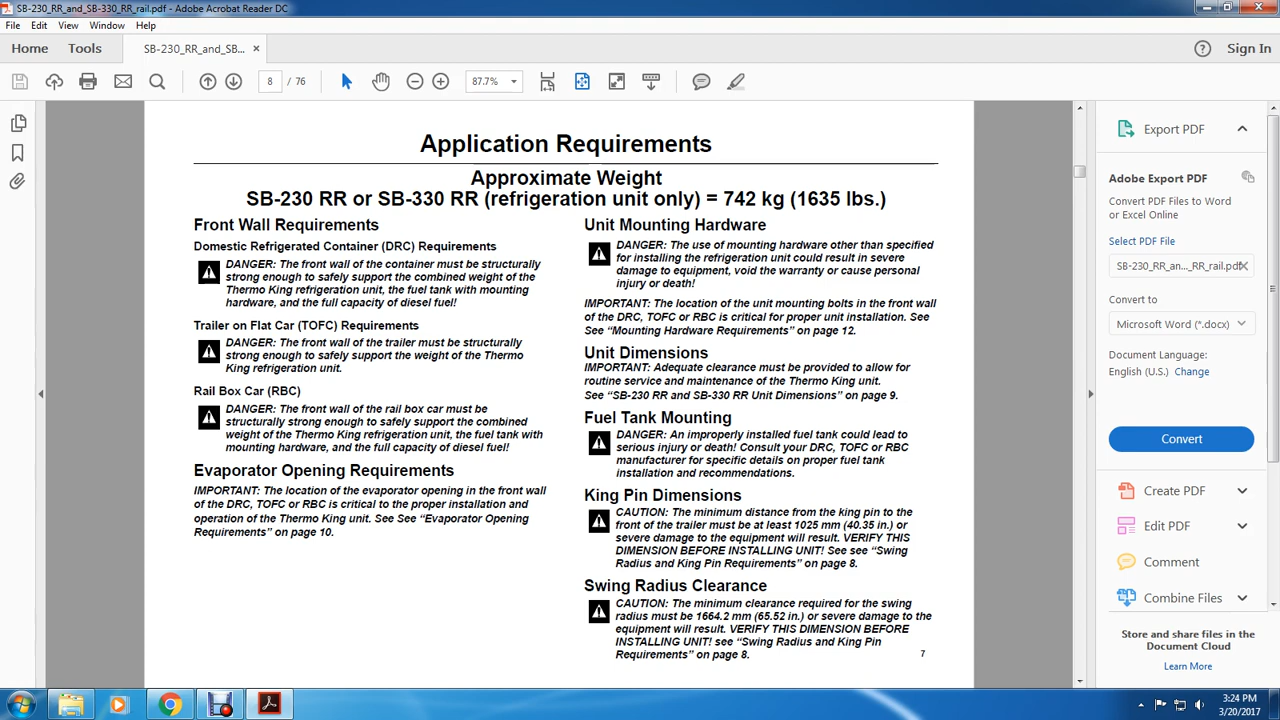 SB-230_RR_and_SB-330_RR_rail.pdf - Adobe Acrobat Reader DC
File Edit View Window Help
Home Tools SB-230_RR_and_SB... × Sign In
8 / 76 87.7%
Application Requirements
Approximate Weight
SB-230 RR or SB-330 RR (refrigeration unit only) = 742 kg (1635 lbs.)
Front Wall Requirements
Domestic Refrigerated Container (DRC) Requirements
DANGER: The front wall of the container must be structurally
strong enough to safely support the combined weight of the
Thermo King refrigeration unit, the fuel tank with mounting
hardware, and the full capacity of diesel fuel!
Trailer on Flat Car (TOFC) Requirements
DANGER: The front wall of the trailer must be structurally
strong enough to safely support the weight of the Thermo
King refrigeration unit.
Rail Box Car (RBC)
DANGER: The front wall of the rail box car must be
structurally strong enough to safely support the combined
weight of the Thermo King refrigeration unit, the fuel tank with
mounting hardware, and the full capacity of diesel fuel!
Evaporator Opening Requirements
IMPORTANT: The location of the evaporator opening in the front wall
of the DRC, TOFC or RBC is critical to the proper installation and
operation of the Thermo King unit. See See “Evaporator Opening
Requirements” on page 10.
Unit Mounting Hardware
DANGER: The use of mounting hardware other than specified
for installing the refrigeration unit could result in severe
damage to equipment, void the warranty or cause personal
injury or death!
IMPORTANT: The location of the unit mounting bolts in the front wall
of the DRC, TOFC or RBC is critical for proper unit installation. See
See “Mounting Hardware Requirements” on page 12.
Unit Dimensions
IMPORTANT: Adequate clearance must be provided to allow for
routine service and maintenance of the Thermo King unit.
See “SB-230 RR and SB-330 RR Unit Dimensions” on page 9.
Fuel Tank Mounting
DANGER: An improperly installed fuel tank could lead to
serious injury or death! Consult your DRC, TOFC or RBC
manufacturer for specific details on proper fuel tank
installation and recommendations.
King Pin Dimensions
CAUTION: The minimum distance from the king pin to the
front of the trailer must be at least 1025 mm (40.35 in.) or
severe damage to the equipment will result. VERIFY THIS
DIMENSION BEFORE INSTALLING UNIT! See see “Swing
Radius and King Pin Requirements” on page 8.
Swing Radius Clearance
CAUTION: The minimum clearance required for the swing
radius must be 1664.2 mm (65.52 in.) or severe damage to the
equipment will result. VERIFY THIS DIMENSION BEFORE
INSTALLING UNIT! see “Swing Radius and King Pin
Requirements” on page 8.
7
Export PDF
Adobe Export PDF
Convert PDF Files to Word
or Excel Online
Select PDF File
SB-230_RR_an..._RR_rail.pdf
Convert to
Microsoft Word (*.docx)
Document Language:
English (U.S.) Change
Convert
Create PDF
Edit PDF
Comment
Combine Files
Store and share files in the
Document Cloud
Learn More
3:24 PM
3/20/2017